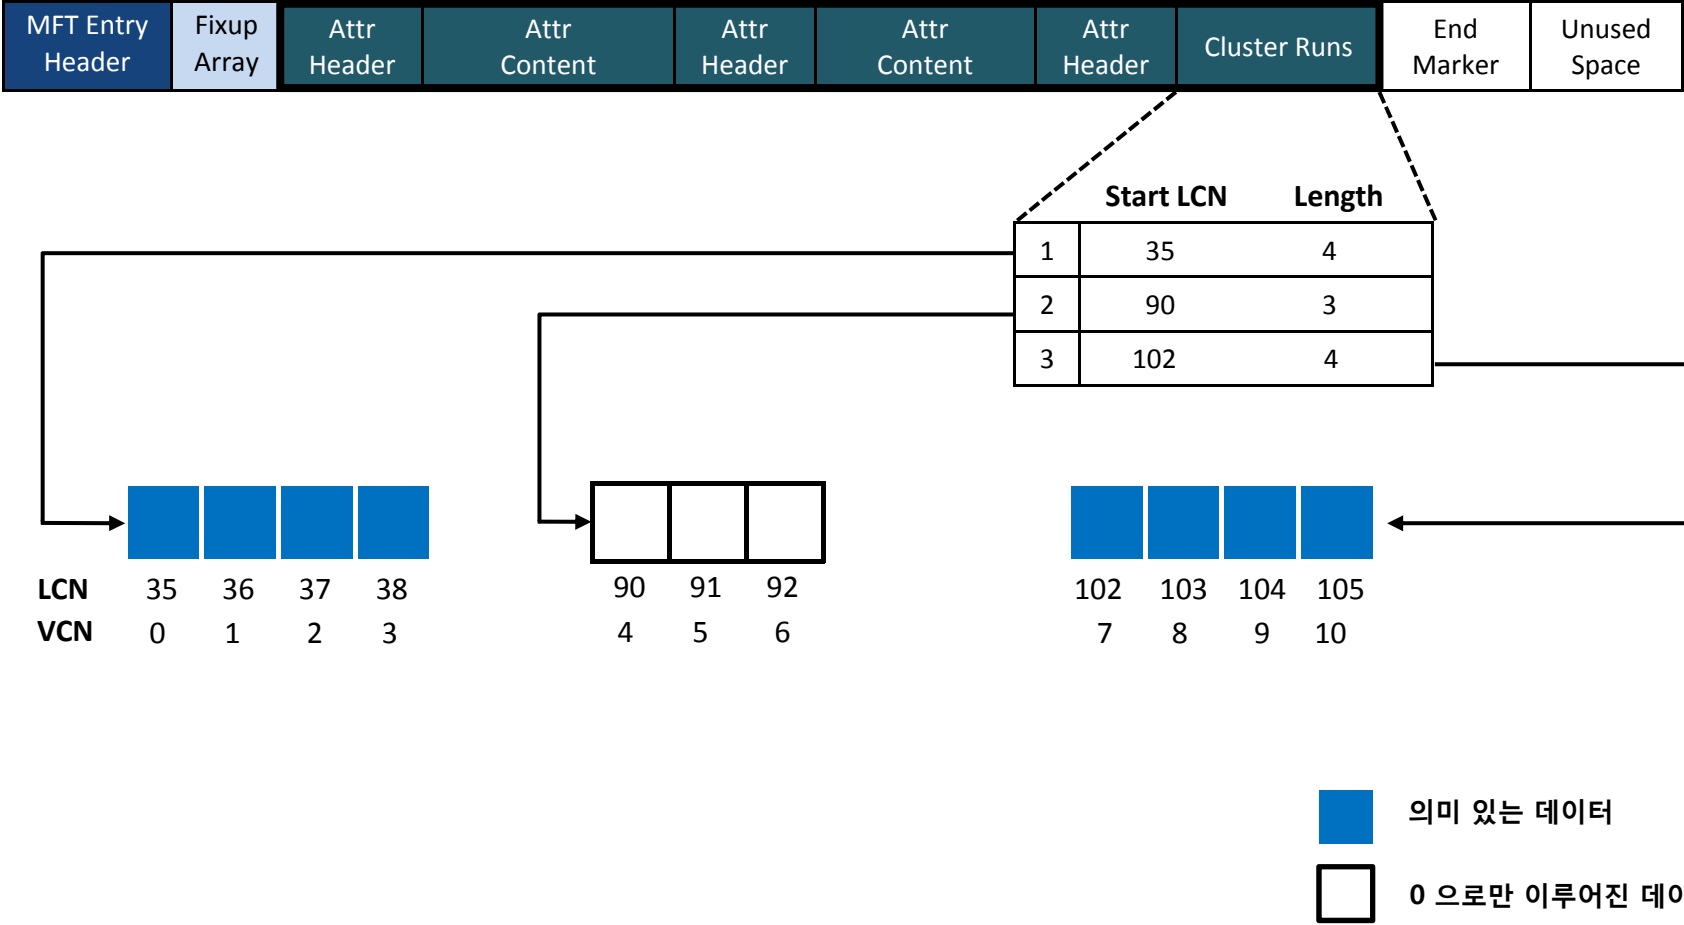 MFT Entry Header
Fixup Array
Attr Header
Attr Content
Attr Header
Attr Content
Attr Header
Cluster Runs
End Marker
Unused Space
Start LCN Length
1 35 4
2 90 3
3 102 4
LCN 35 36 37 38 90 91 92 102 103 104 105
VCN 0 1 2 3 4 5 6 7 8 9 10
의미 있는 데이터
0 으로만 이루어진